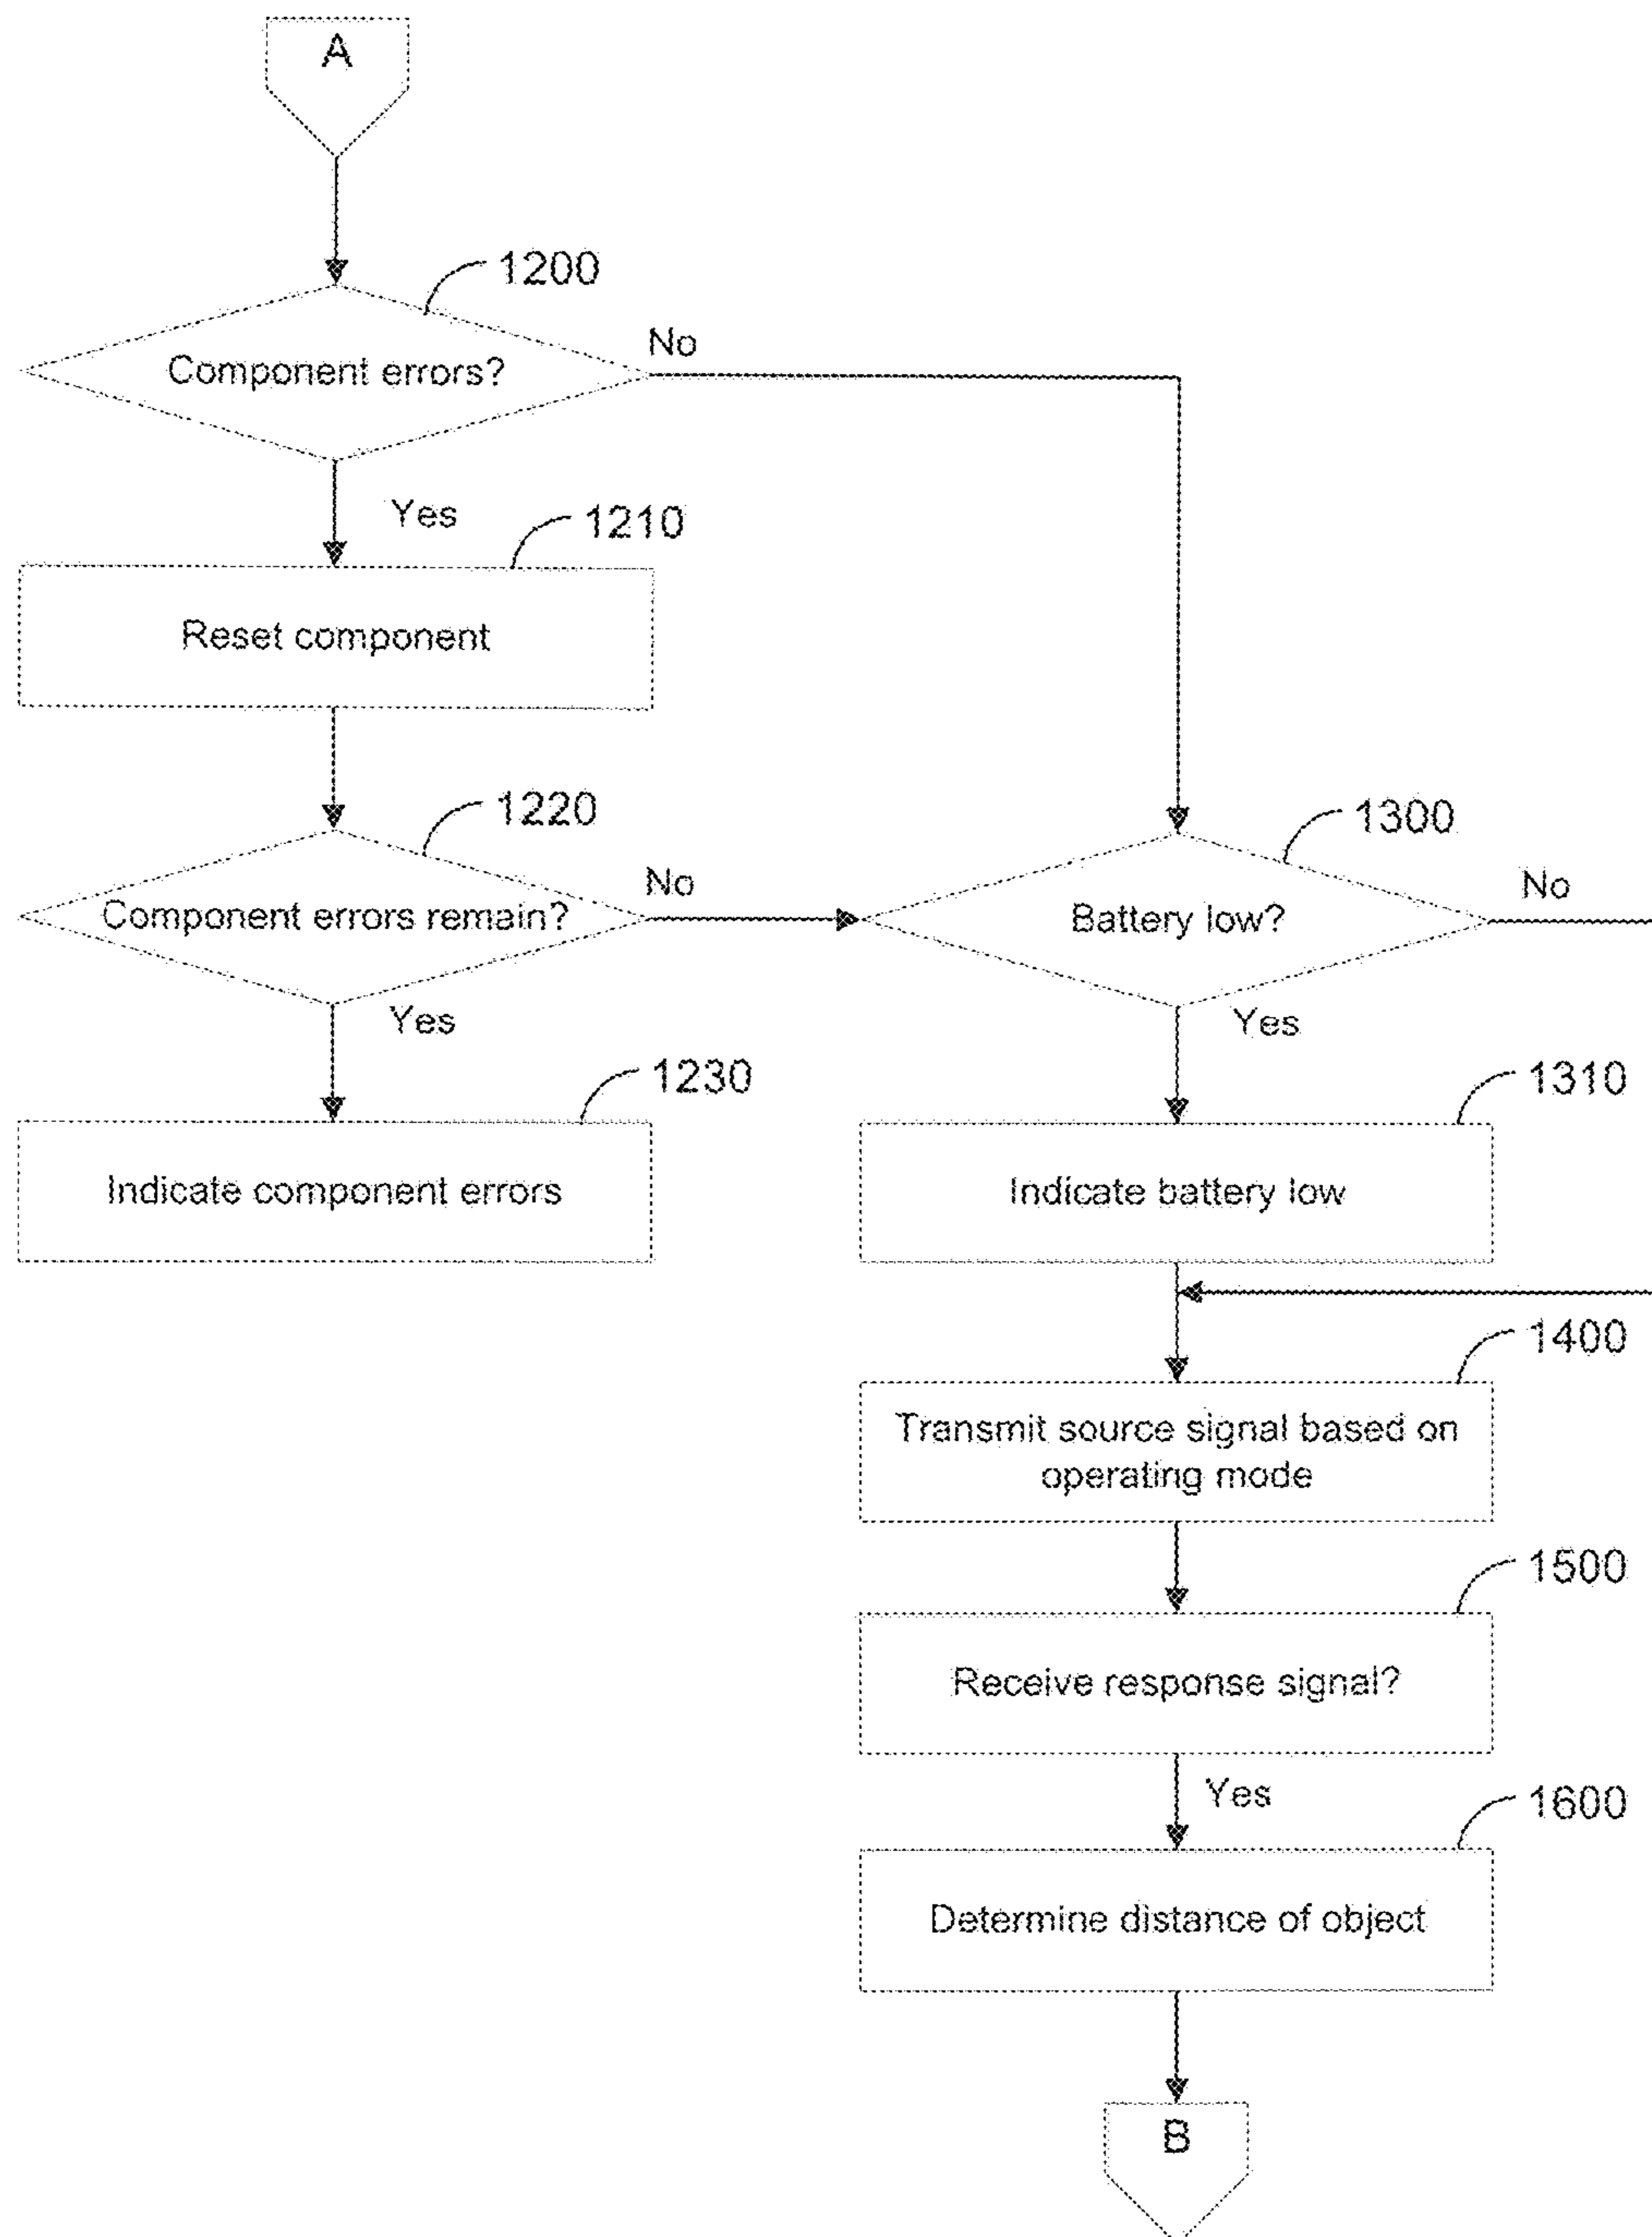 A
1200
Component errors?
No
Yes
1210
Reset component
1220
Component errors remain?
No
Yes
1230
Indicate component errors
1300
Battery low?
No
Yes
1310
Indicate battery low
1400
Transmit source signal based on
operating mode
1500
Receive response signal?
Yes
1600
Determine distance of object
B